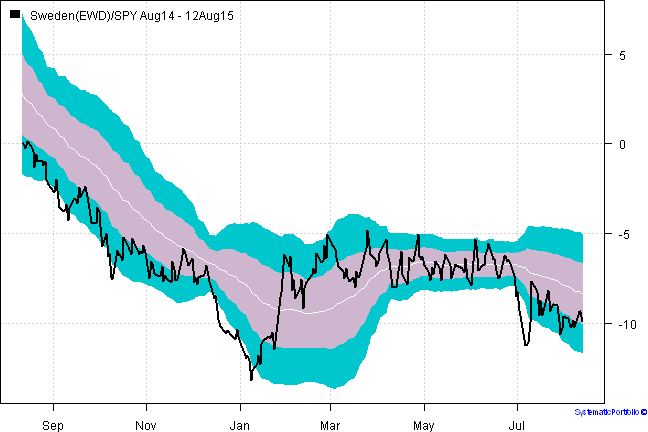 Sweden(EWD)/SPY Aug14 - 12Aug15
5
0
-5
-10
SystematicPortfolio ©
Sep Nov Jan Mar May Jul